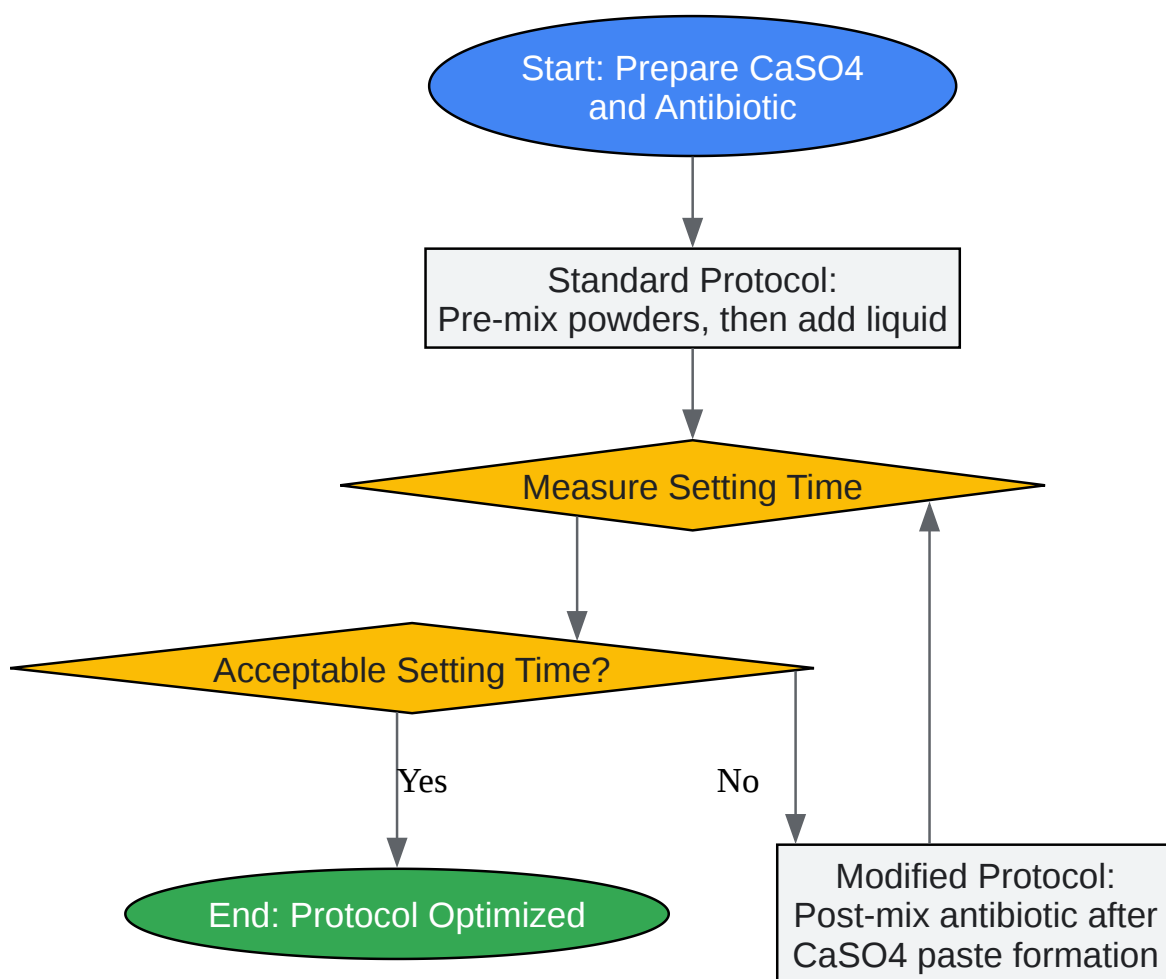 Start: Prepare CaSO4
and Antibiotic
Standard Protocol:
Pre-mix powders, then add liquid
Measure Setting Time
Acceptable Setting Time?
Yes
No
End: Protocol Optimized
Modified Protocol:
Post-mix antibiotic after
CaSO4 paste formation